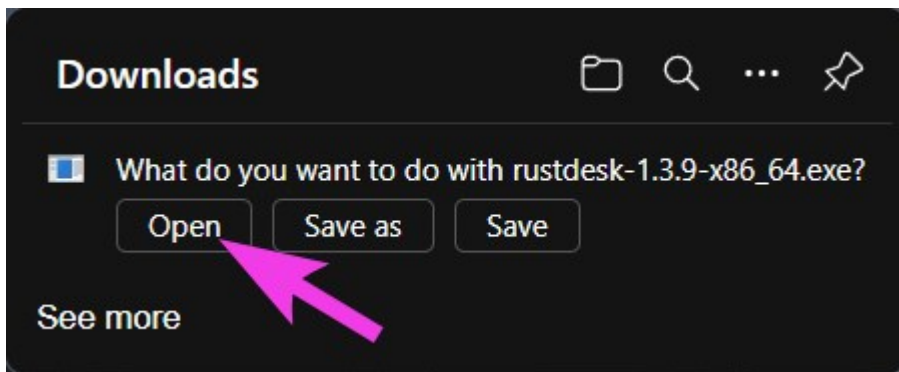 Downloads
What do you want to do with rustdesk-1.3.9-x86_64.exe?
Open Save as Save
See more